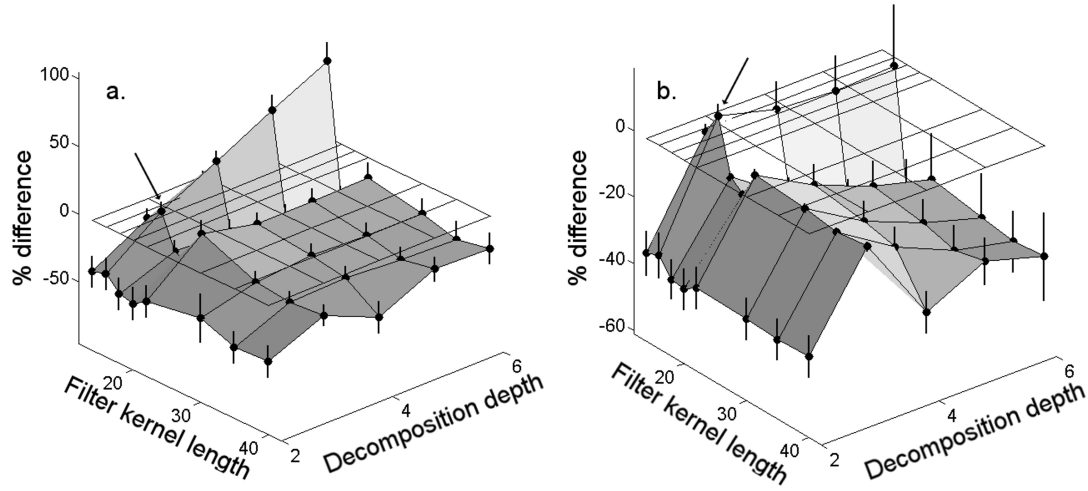 a.
100
50
0
-50
% difference
20
30
40
Filter kernel length
2
4
6
Decomposition depth
b.
0
-20
-40
-60
% difference
20
30
40
Filter kernel length
2
4
6
Decomposition depth